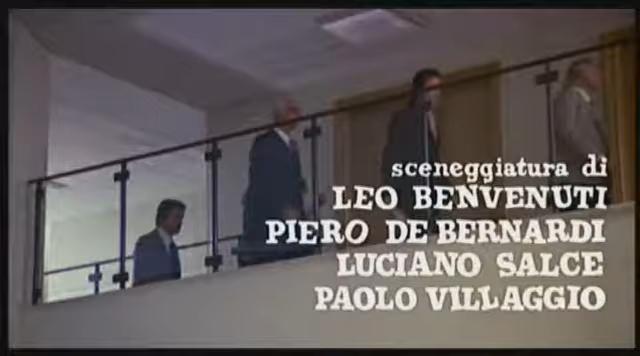 sceneggiatura di
LEO BENVENUTI
PIERO DE BERNARDI
LUCIANO SALCE
PAOLO VILLAGGIO